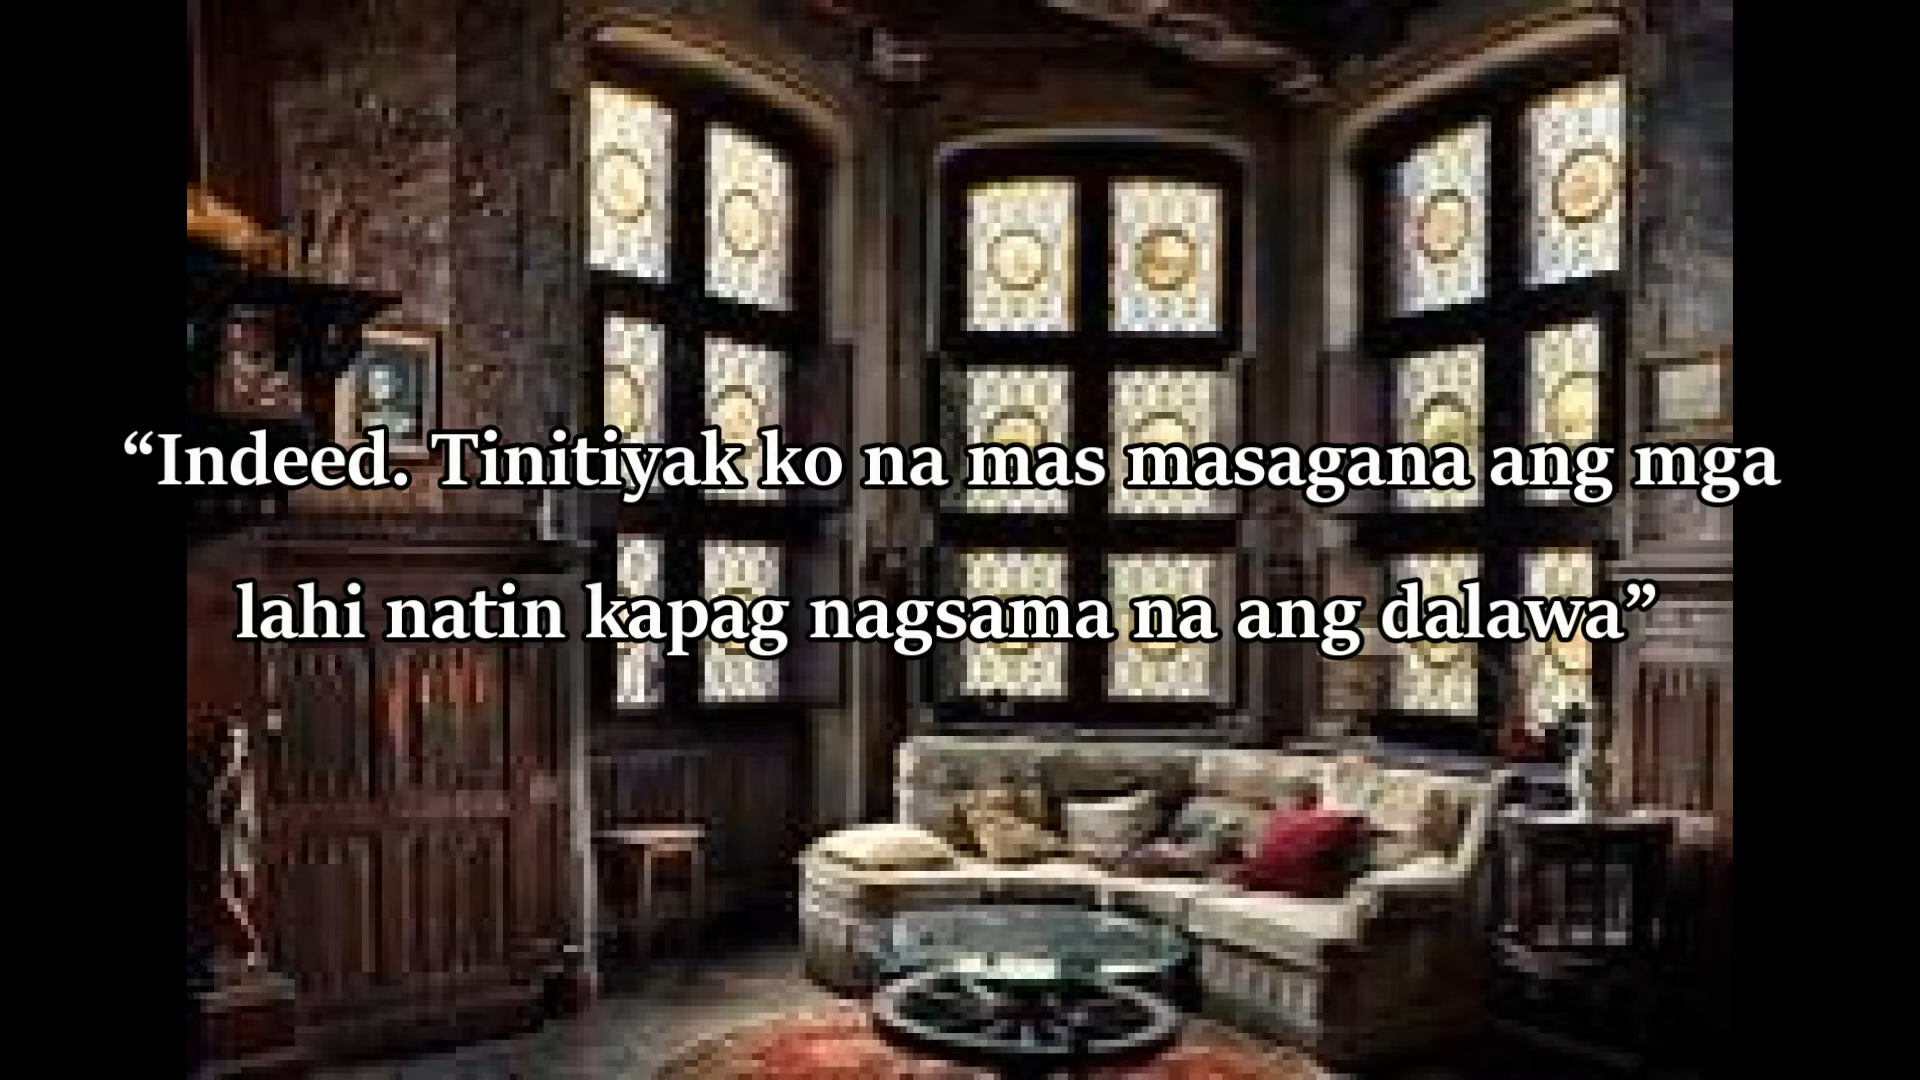 “Indeed. Tinitiyak ko na mas masagana ang mga
lahi natin kapag nagsama na ang dalawa”